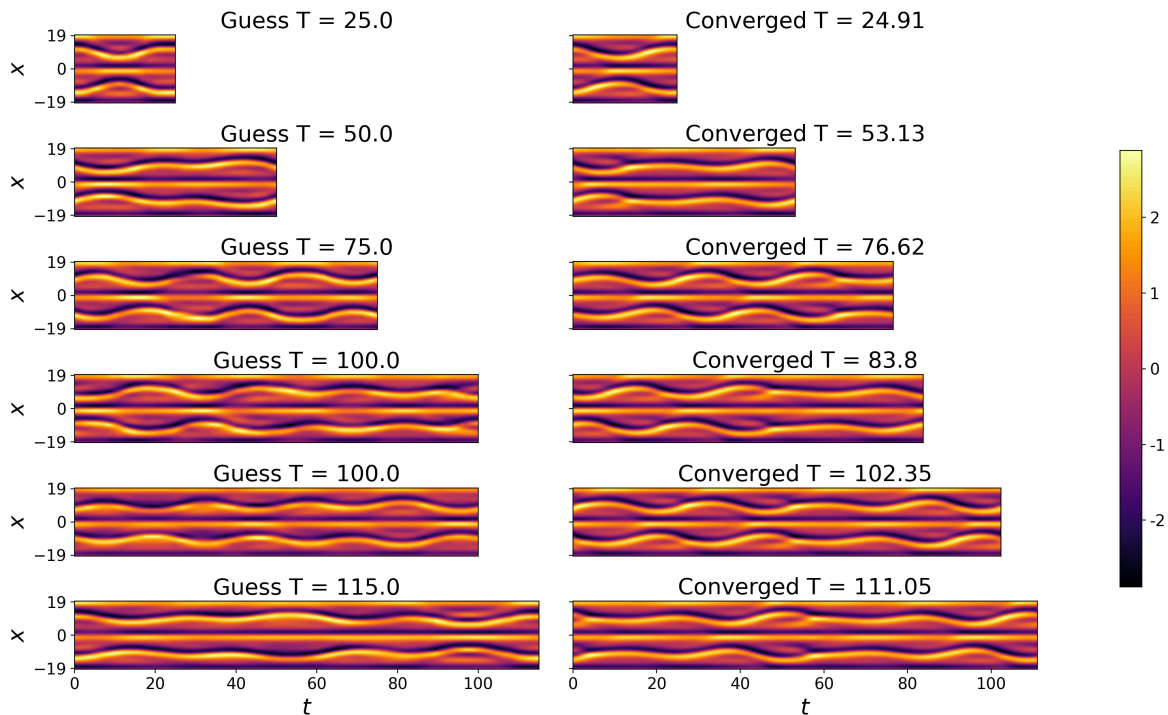 Guess T = 25.0
Converged T = 24.91
19
0
−19
x
Guess T = 50.0
Converged T = 53.13
19
0
−19
x
Guess T = 75.0
Converged T = 76.62
19
0
−19
x
Guess T = 100.0
Converged T = 83.8
19
0
−19
x
Guess T = 100.0
Converged T = 102.35
19
0
−19
x
Guess T = 115.0
Converged T = 111.05
19
0
−19
x
0 20 40 60 80 100
t
0 20 40 60 80 100
t
2
1
0
-1
-2